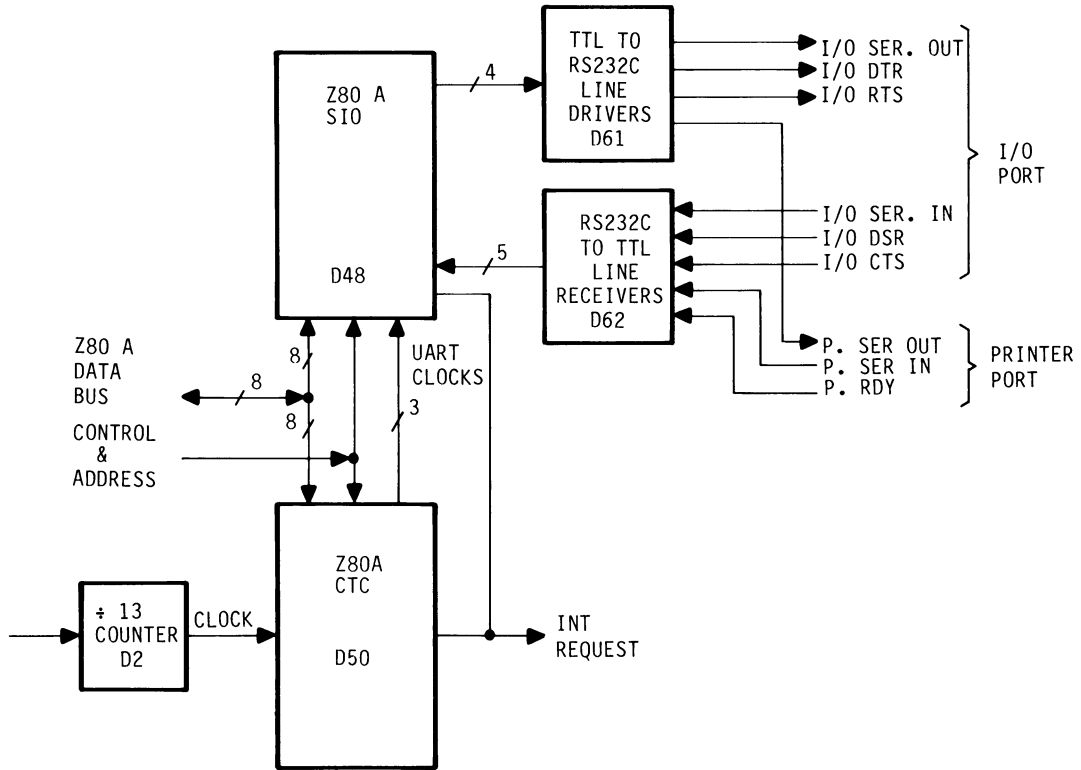 TTL TO
RS232C
LINE
DRIVERS
D61
I/O SER. OUT
I/O DTR
I/O RTS
Z80 A
SIO
4
I/O
PORT
RS232C
TO TTL
LINE
RECEIVERS
D62
I/O SER. IN
I/O DSR
I/O CTS
5
D48
P. SER OUT
P. SER IN
P. RDY
PRINTER
PORT
Z80 A
DATA
BUS
8
8
8
UART
CLOCKS
3
CONTROL
&
ADDRESS
Z80A
CTC
D50
÷ 13
COUNTER
D2
CLOCK
INT
REQUEST